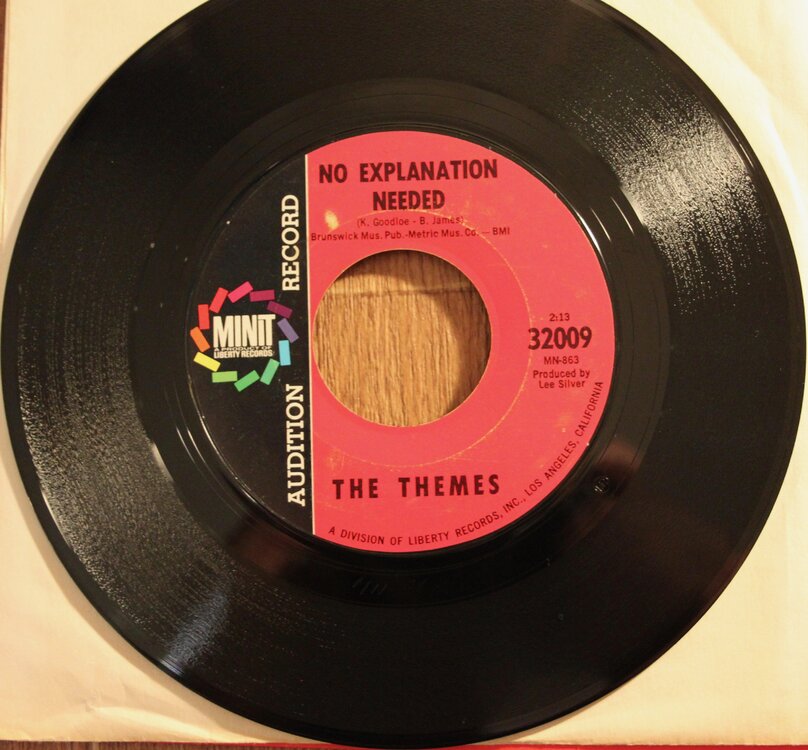 NO EXPLANATION
NEEDED
(K. Goodloe - B. James)
Brunswick Mus. Pub.-Metric Mus. Co. — BMI
AUDITION RECORD
MINIT
A PRODUCT OF
LIBERTY RECORDS
2:13
32009
MN-863
Produced by
Lee Silver
THE THEMES
A DIVISION OF LIBERTY RECORDS, INC., LOS ANGELES, CALIFORNIA